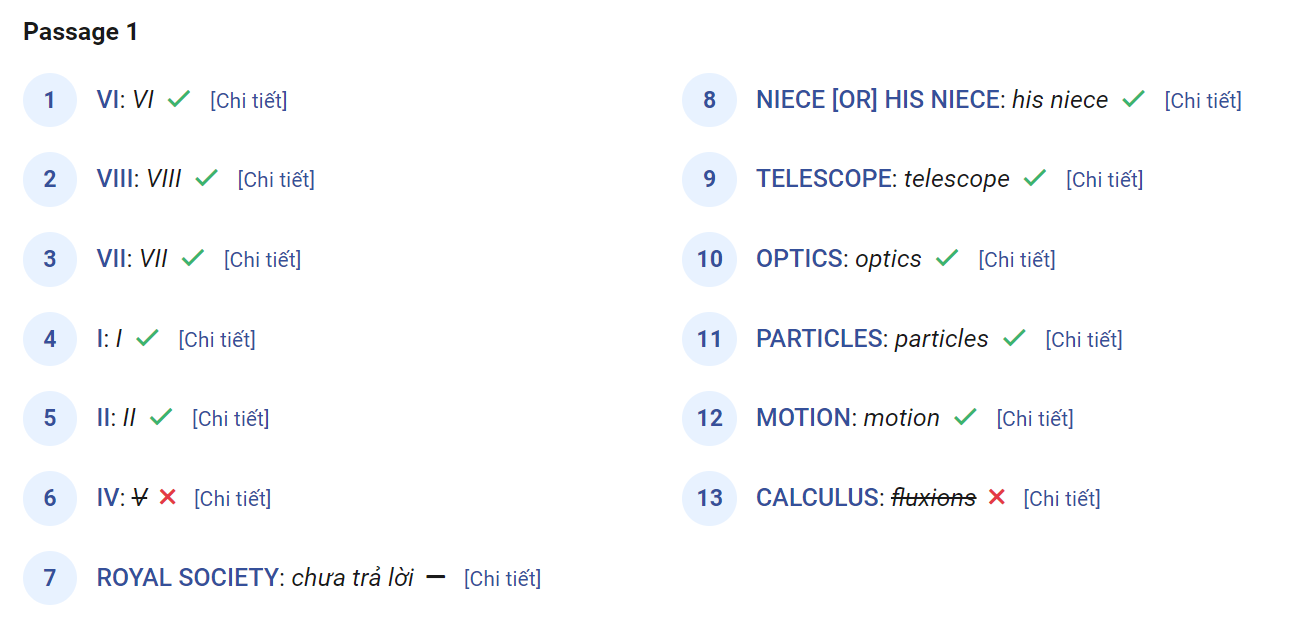 Passage 1
1 VI: VI [Chi tiết]
2 VIII: VIII [Chi tiết]
3 VII: VII [Chi tiết]
4 I: I [Chi tiết]
5 II: II [Chi tiết]
6 IV: V [Chi tiết]
7 ROYAL SOCIETY: chưa trả lời – [Chi tiết]
8 NIECE [OR] HIS NIECE: his niece [Chi tiết]
9 TELESCOPE: telescope [Chi tiết]
10 OPTICS: optics [Chi tiết]
11 PARTICLES: particles [Chi tiết]
12 MOTION: motion [Chi tiết]
13 CALCULUS: fluxions [Chi tiết]